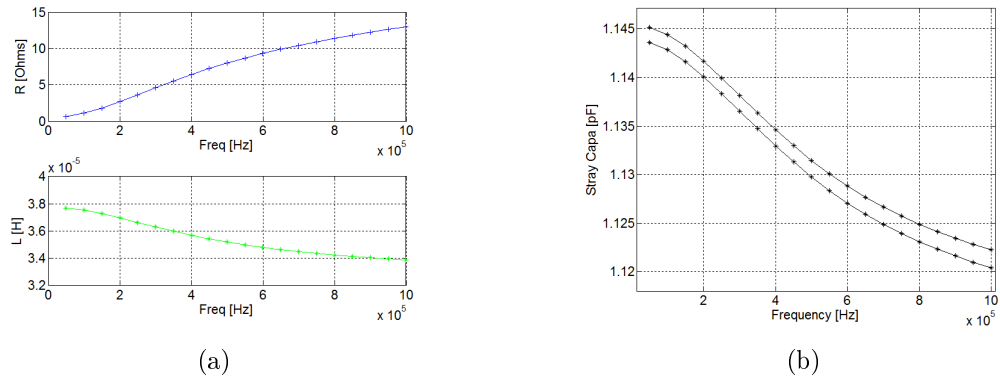 15
10
5
0
R [Ohms]
0 2 4 6 8 10
Freq [Hz]
x 10^5
x 10^-5
4
3.8
3.6
3.4
3.2
L [H]
0 2 4 6 8 10
Freq [Hz]
x 10^5
(a)
1.145
1.14
1.135
1.13
1.125
1.12
Stray Capa [pF]
2 4 6 8 10
Frequency [Hz]
x 10^5
(b)